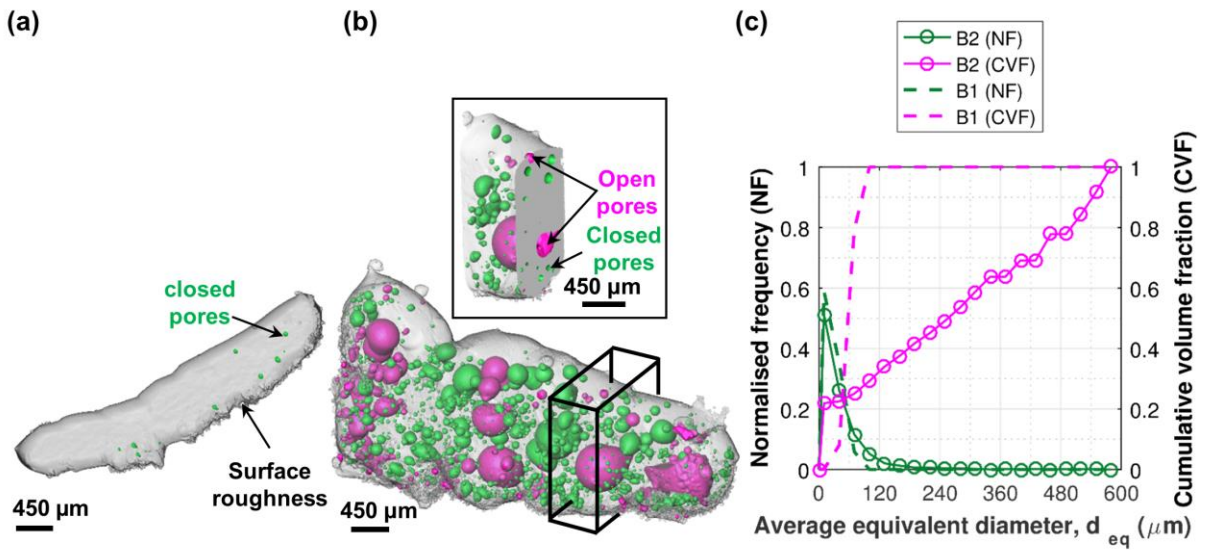 (a)
closed
pores
Surface
roughness
450 µm
(b)
Open
pores
Closed
pores
450 µm
450 µm
(c)
B2 (NF)
B2 (CVF)
B1 (NF)
B1 (CVF)
Normalised frequency (NF)
1
0.8
0.6
0.4
0.2
0
1
0.8
0.6
0.4
0.2
0
Cumulative volume fraction (CVF)
0 120 240 360 480 600
Average equivalent diameter, d eq (µm)